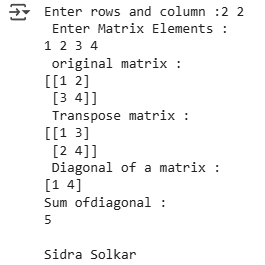 Enter rows and column :2 2
Enter Matrix Elements :
1 2 3 4
original matrix :
[[1 2]
[3 4]]
Transpose matrix :
[[1 3]
[2 4]]
Diagonal of a matrix :
[1 4]
Sum ofdiagonal :
5
Sidra Solkar